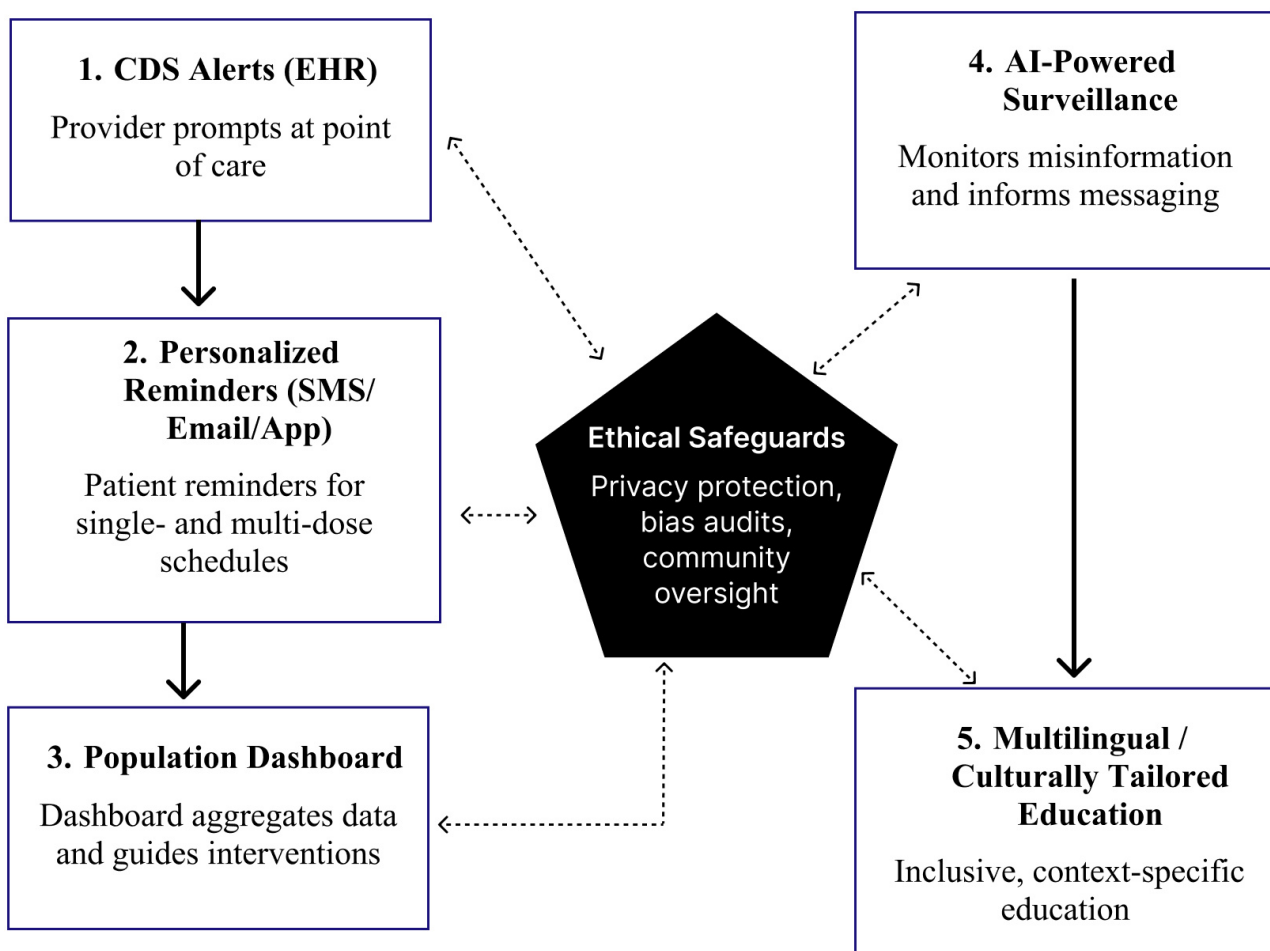 1. CDS Alerts (EHR)
Provider prompts at point
of care
2. Personalized
Reminders (SMS/
Email/App)
Patient reminders for
single- and multi-dose
schedules
3. Population Dashboard
Dashboard aggregates data
and guides interventions
Ethical Safeguards
Privacy protection,
bias audits,
community
oversight
4. AI-Powered
Surveillance
Monitors misinformation
and informs messaging
5. Multilingual /
Culturally Tailored
Education
Inclusive, context-specific
education